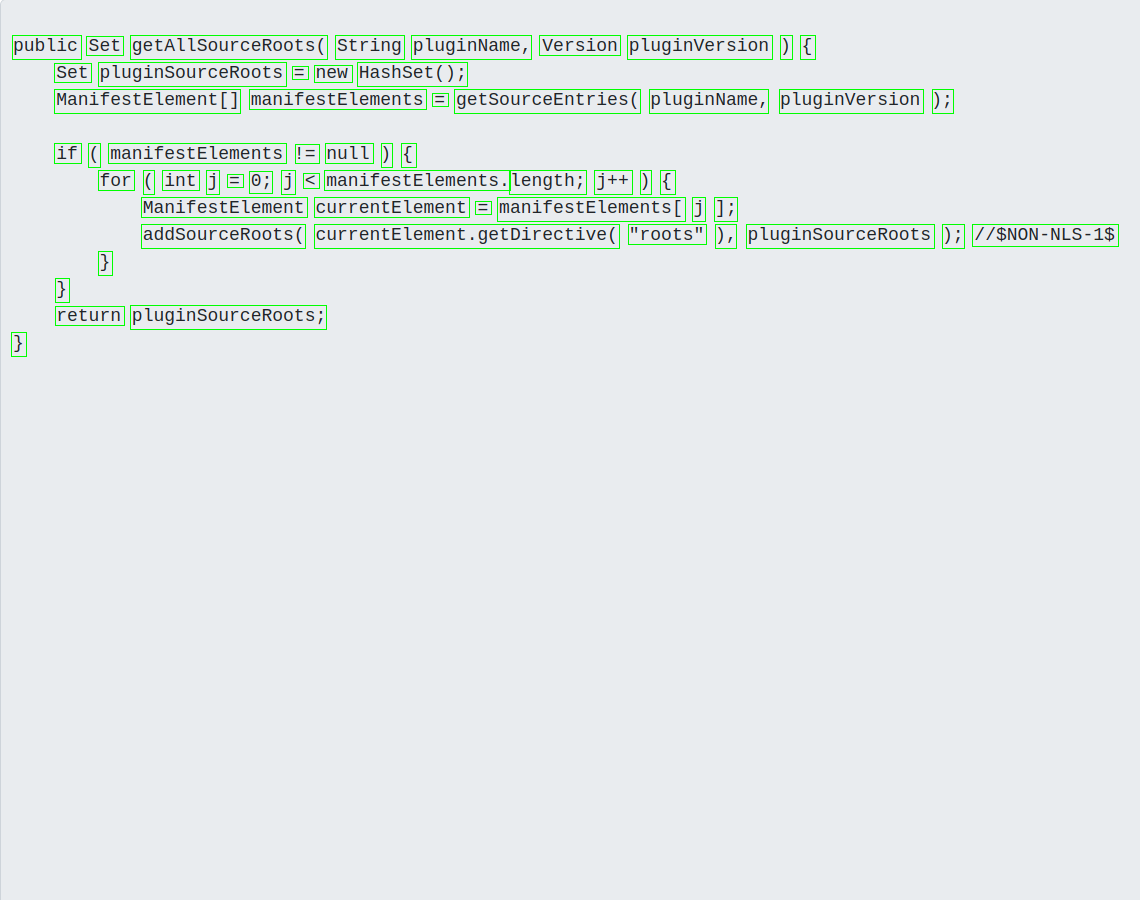 public Set getAllSourceRoots( String pluginName, Version pluginVersion ) {
    Set pluginSourceRoots = new HashSet();
    ManifestElement[] manifestElements = getSourceEntries( pluginName, pluginVersion );

    if ( manifestElements != null ) {
        for ( int j = 0; j < manifestElements.length; j++ ) {
            ManifestElement currentElement = manifestElements[ j ];
            addSourceRoots( currentElement.getDirective( "roots" ), pluginSourceRoots ); //$NON-NLS-1$
        }
    }
    return pluginSourceRoots;
}